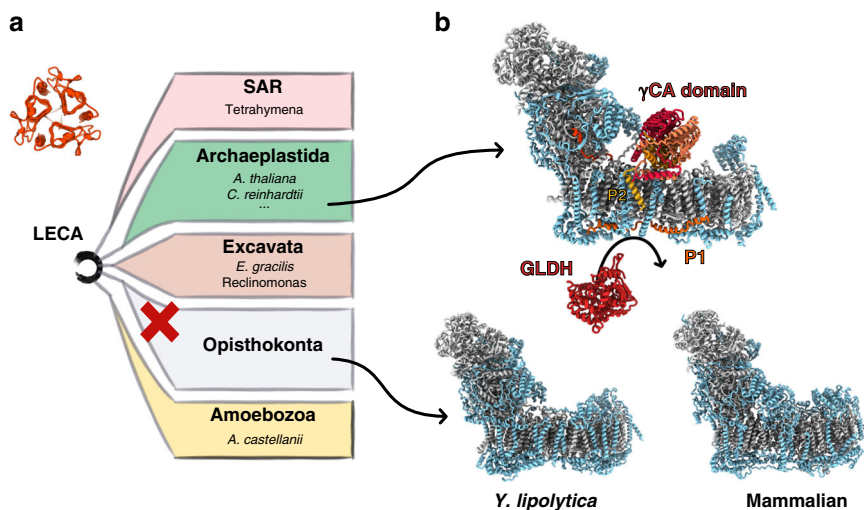 a
SAR
Tetrahymena
Archaeplastida
A. thaliana
C. reinhardtii
...
LECA
Excavata
E. gracilis
Reclinomonas
Opisthokonta
Amoebozoa
A. castellanii
b
γCA domain
P2
P1
GLDH
Y. lipolytica
Mammalian